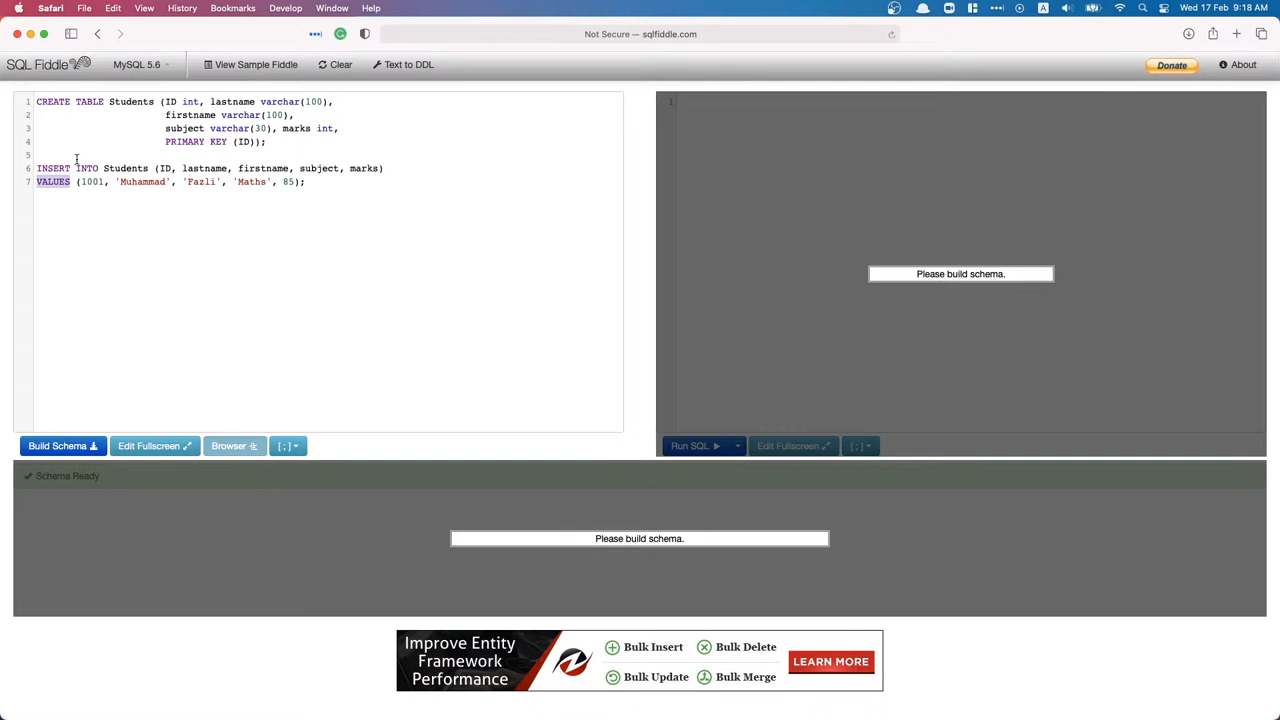 Safari File Edit View History Bookmarks Develop Window Help
A Wed 17 Feb 9:18 AM
Not Secure — sqlfiddle.com
SQL Fiddle MySQL 5.6 View Sample Fiddle Clear Text to DDL Donate About
1 CREATE TABLE Students (ID int, lastname varchar(100),
2 firstname varchar(100),
3 subject varchar(30), marks int,
4 PRIMARY KEY (ID));
5
6 INSERT INTO Students (ID, lastname, firstname, subject, marks)
7 VALUES (1001, 'Muhammad', 'Fazli', 'Maths', 85);
1
Please build schema.
Build Schema Edit Fullscreen Browser [ ; ]
Run SQL Edit Fullscreen [ ; ]
Schema Ready
Please build schema.
Improve Entity
Framework
Performance
Bulk Insert Bulk Delete
Bulk Update Bulk Merge
LEARN MORE